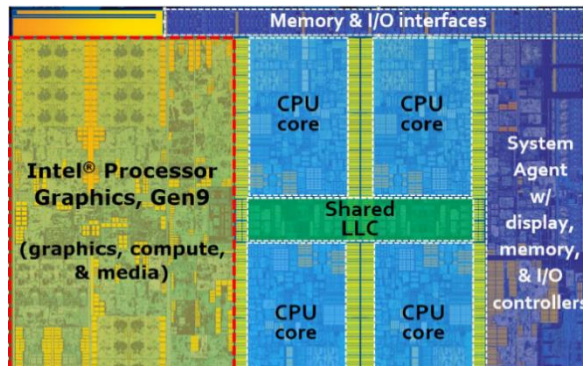 Memory & I/O interfaces
Intel® Processor
Graphics, Gen9
(graphics, compute,
& media)
CPU
core
CPU
core
Shared
LLC
CPU
core
CPU
core
System
Agent
w/
display,
memory,
& I/O
controllers